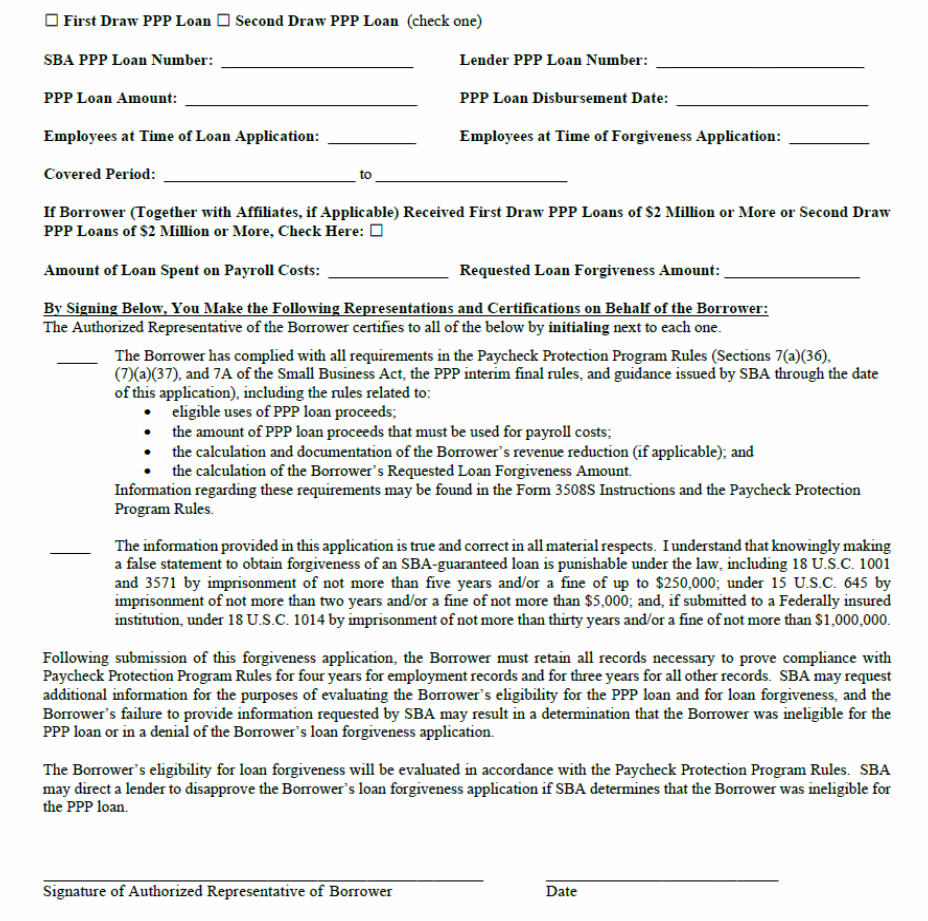 ☐ First Draw PPP Loan ☐ Second Draw PPP Loan (check one)
SBA PPP Loan Number: ________________________ Lender PPP Loan Number: __________________________
PPP Loan Amount: _____________________________ PPP Loan Disbursement Date: ________________________
Employees at Time of Loan Application: ___________ Employees at Time of Forgiveness Application: __________
Covered Period: ________________________ to ________________________
If Borrower (Together with Affiliates, if Applicable) Received First Draw PPP Loans of $2 Million or More or Second Draw
PPP Loans of $2 Million or More, Check Here: ☐
Amount of Loan Spent on Payroll Costs: _______________ Requested Loan Forgiveness Amount: _________________
By Signing Below, You Make the Following Representations and Certifications on Behalf of the Borrower:
The Authorized Representative of the Borrower certifies to all of the below by initialing next to each one.
_____ The Borrower has complied with all requirements in the Paycheck Protection Program Rules (Sections 7(a)(36),
(7)(a)(37), and 7A of the Small Business Act, the PPP interim final rules, and guidance issued by SBA through the date
of this application), including the rules related to:
• eligible uses of PPP loan proceeds;
• the amount of PPP loan proceeds that must be used for payroll costs;
• the calculation and documentation of the Borrower's revenue reduction (if applicable); and
• the calculation of the Borrower's Requested Loan Forgiveness Amount.
Information regarding these requirements may be found in the Form 3508S Instructions and the Paycheck Protection
Program Rules.
_____ The information provided in this application is true and correct in all material respects. I understand that knowingly making
a false statement to obtain forgiveness of an SBA-guaranteed loan is punishable under the law, including 18 U.S.C. 1001
and 3571 by imprisonment of not more than five years and/or a fine of up to $250,000; under 15 U.S.C. 645 by
imprisonment of not more than two years and/or a fine of not more than $5,000; and, if submitted to a Federally insured
institution, under 18 U.S.C. 1014 by imprisonment of not more than thirty years and/or a fine of not more than $1,000,000.
Following submission of this forgiveness application, the Borrower must retain all records necessary to prove compliance with
Paycheck Protection Program Rules for four years for employment records and for three years for all other records. SBA may request
additional information for the purposes of evaluating the Borrower's eligibility for the PPP loan and for loan forgiveness, and the
Borrower's failure to provide information requested by SBA may result in a determination that the Borrower was ineligible for the
PPP loan or in a denial of the Borrower's loan forgiveness application.
The Borrower's eligibility for loan forgiveness will be evaluated in accordance with the Paycheck Protection Program Rules. SBA
may direct a lender to disapprove the Borrower's loan forgiveness application if SBA determines that the Borrower was ineligible for
the PPP loan.
Signature of Authorized Representative of Borrower Date